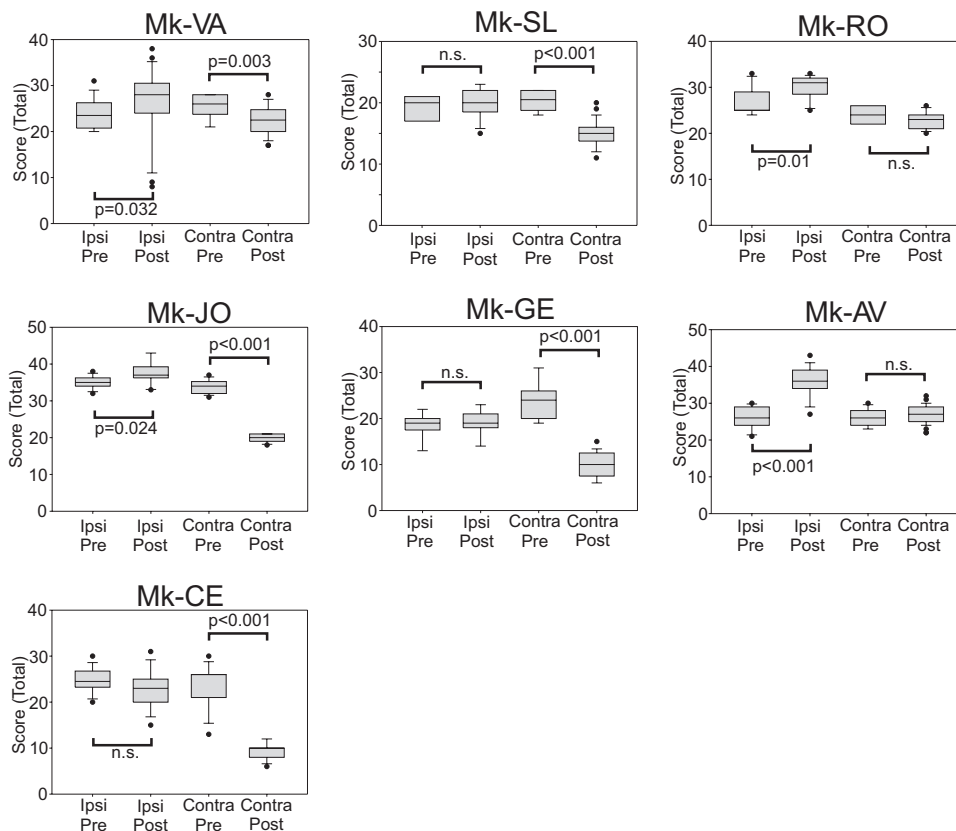 Mk-VA
Score (Total)
40
30
20
10
0
p=0.003
p=0.032
Ipsi Pre
Ipsi Post
Contra Pre
Contra Post
Mk-SL
Score (Total)
30
20
10
0
n.s.
p<0.001
Ipsi Pre
Ipsi Post
Contra Pre
Contra Post
Mk-RO
Score (Total)
40
30
20
10
0
p=0.01
n.s.
Ipsi Pre
Ipsi Post
Contra Pre
Contra Post
Mk-JO
Score (Total)
50
40
30
20
10
0
p<0.001
p=0.024
Ipsi Pre
Ipsi Post
Contra Pre
Contra Post
Mk-GE
Score (Total)
40
30
20
10
0
p<0.001
n.s.
Ipsi Pre
Ipsi Post
Contra Pre
Contra Post
Mk-AV
Score (Total)
50
40
30
20
10
0
n.s.
p<0.001
Ipsi Pre
Ipsi Post
Contra Pre
Contra Post
Mk-CE
Score (Total)
40
30
20
10
0
p<0.001
n.s.
Ipsi Pre
Ipsi Post
Contra Pre
Contra Post